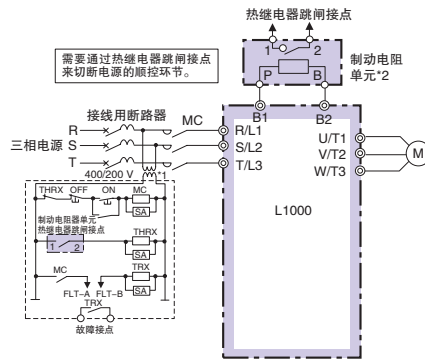 热继电器跳闸接点
需要通过热继电器跳闸接点
来切断电源的顺控环节。
1 2
制动电阻
单元*2
P B
B1 B2
接线用断路器
MC
三相电源
R R/L1
S S/L2
T T/L3
400/200 V
*1
U/T1
V/T2
W/T3
M
L1000
THRX OFF ON MC
SA
制动电阻器单元
热继电器跳闸接点
1 2
THRX
SA
MC
FLT-A FLT-B
TRX
SA
TRX
故障接点